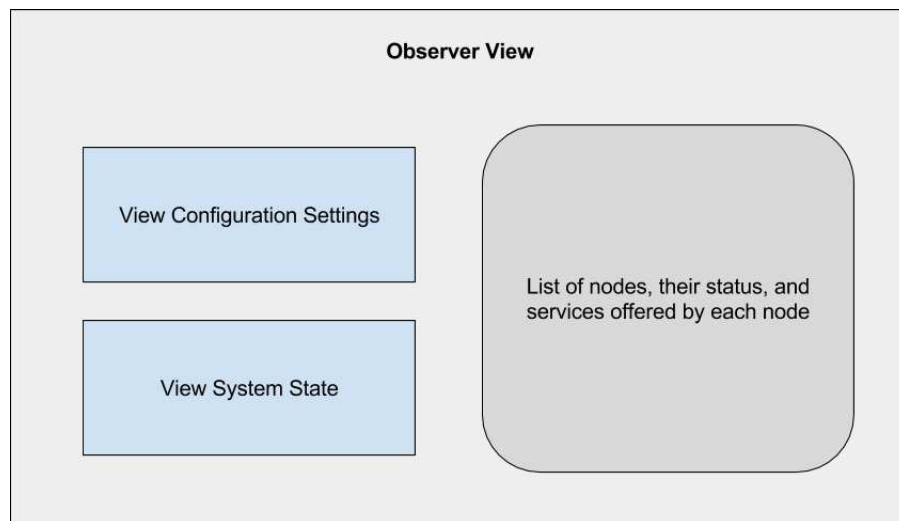 Observer View
View Configuration Settings
View System State
List of nodes, their status, and
services offered by each node